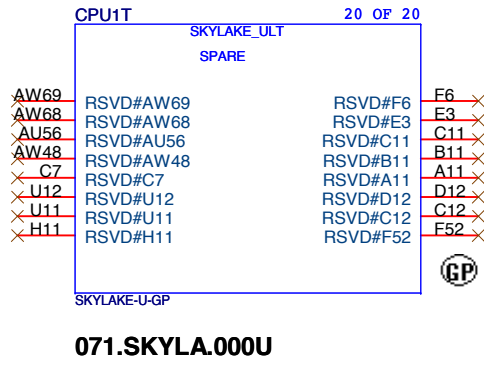 CPU1T 20 OF 20
SKYLAKE_ULT
SPARE
AW69 RSVD#AW69 RSVD#F6 F6
AW68 RSVD#AW68 RSVD#E3 E3
AU56 RSVD#AU56 RSVD#C11 C11
AW48 RSVD#AW48 RSVD#B11 B11
C7 RSVD#C7 RSVD#A11 A11
U12 RSVD#U12 RSVD#D12 D12
U11 RSVD#U11 RSVD#C12 C12
H11 RSVD#H11 RSVD#F52 F52
GP
SKYLAKE-U-GP
071.SKYLA.000U